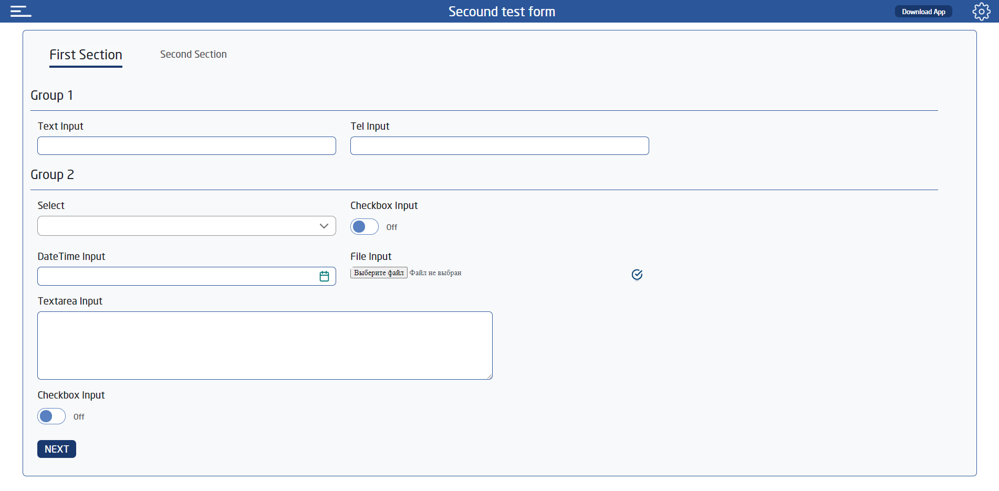 Secound test form
Download App
First Section
Second Section
Group 1
Text Input
Tel Input
Group 2
Select
Checkbox Input
Off
DateTime Input
File Input
Выберите файл Файл не выбран
Textarea Input
Checkbox Input
Off
NEXT